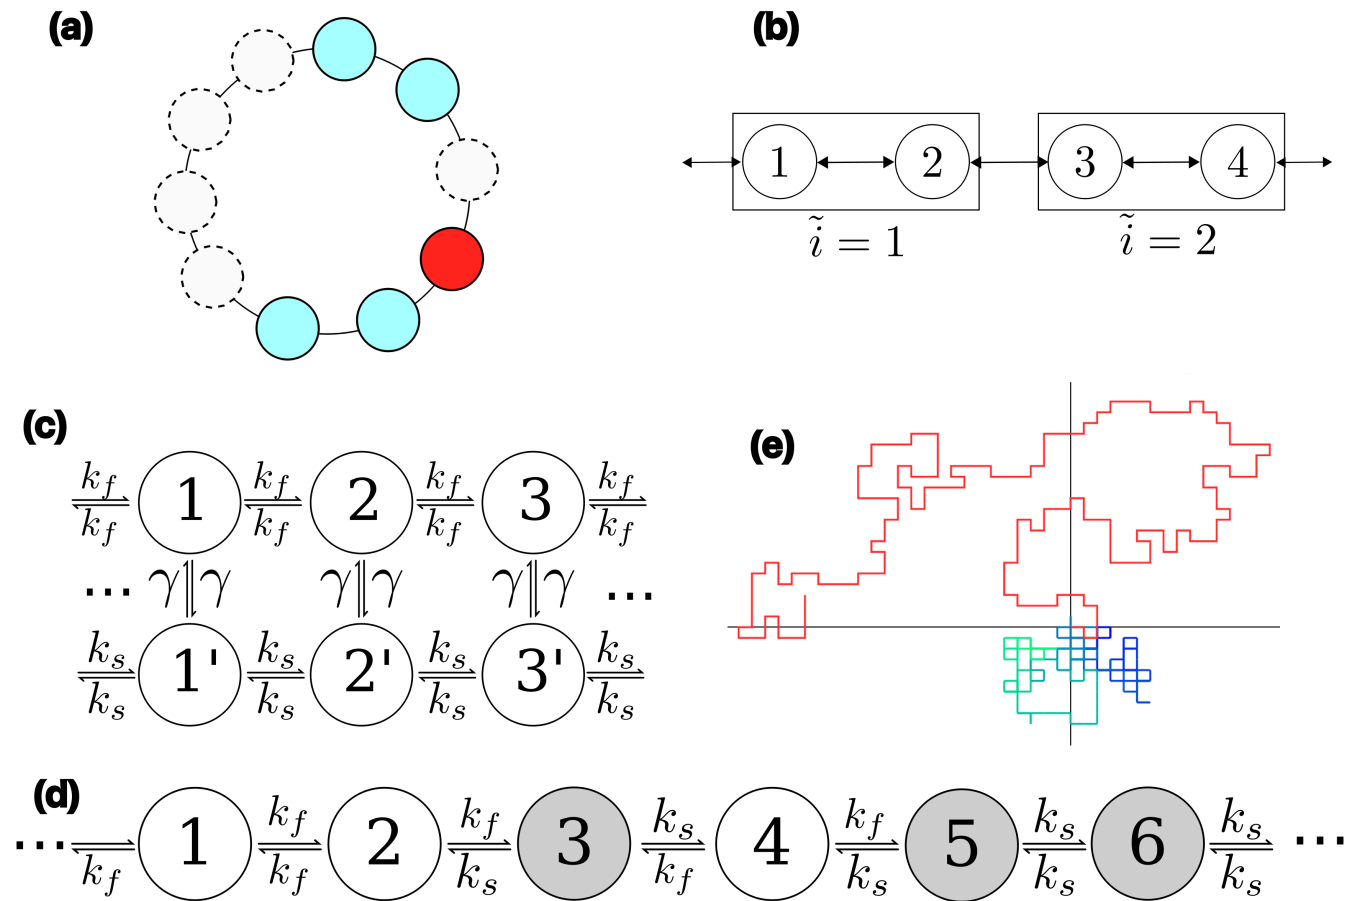 (a)
(b)
1 2 3 4
ĩ = 1 ĩ = 2
(c)
k_f k_f k_f k_f
1 2 3
k_f k_f k_f k_f
... γ γ γ γ γ γ ...
k_s k_s k_s k_s
1' 2' 3'
k_s k_s k_s k_s
(e)
(d)
k_f k_f k_s k_f k_s k_s
... 1 2 3 4 5 6 ...
k_f k_f k_s k_f k_s k_s k_s